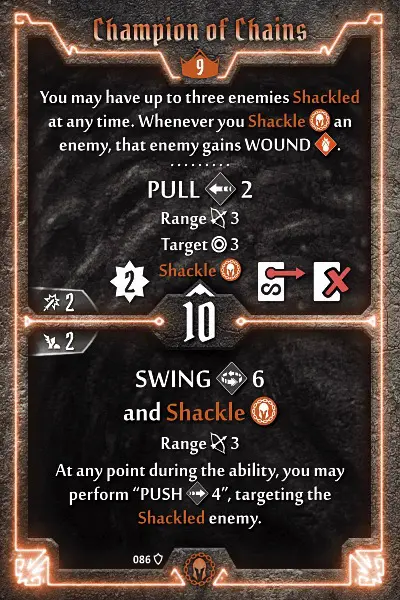 Champion of Chains
9
You may have up to three enemies Shackled
at any time. Whenever you Shackle an
enemy, that enemy gains WOUND .
PULL 2
Range 3
Target 3
Shackle
2
2
10
2
SWING 6
and Shackle
Range 3
At any point during the ability, you may
perform “PUSH 4”, targeting the
Shackled enemy.
086